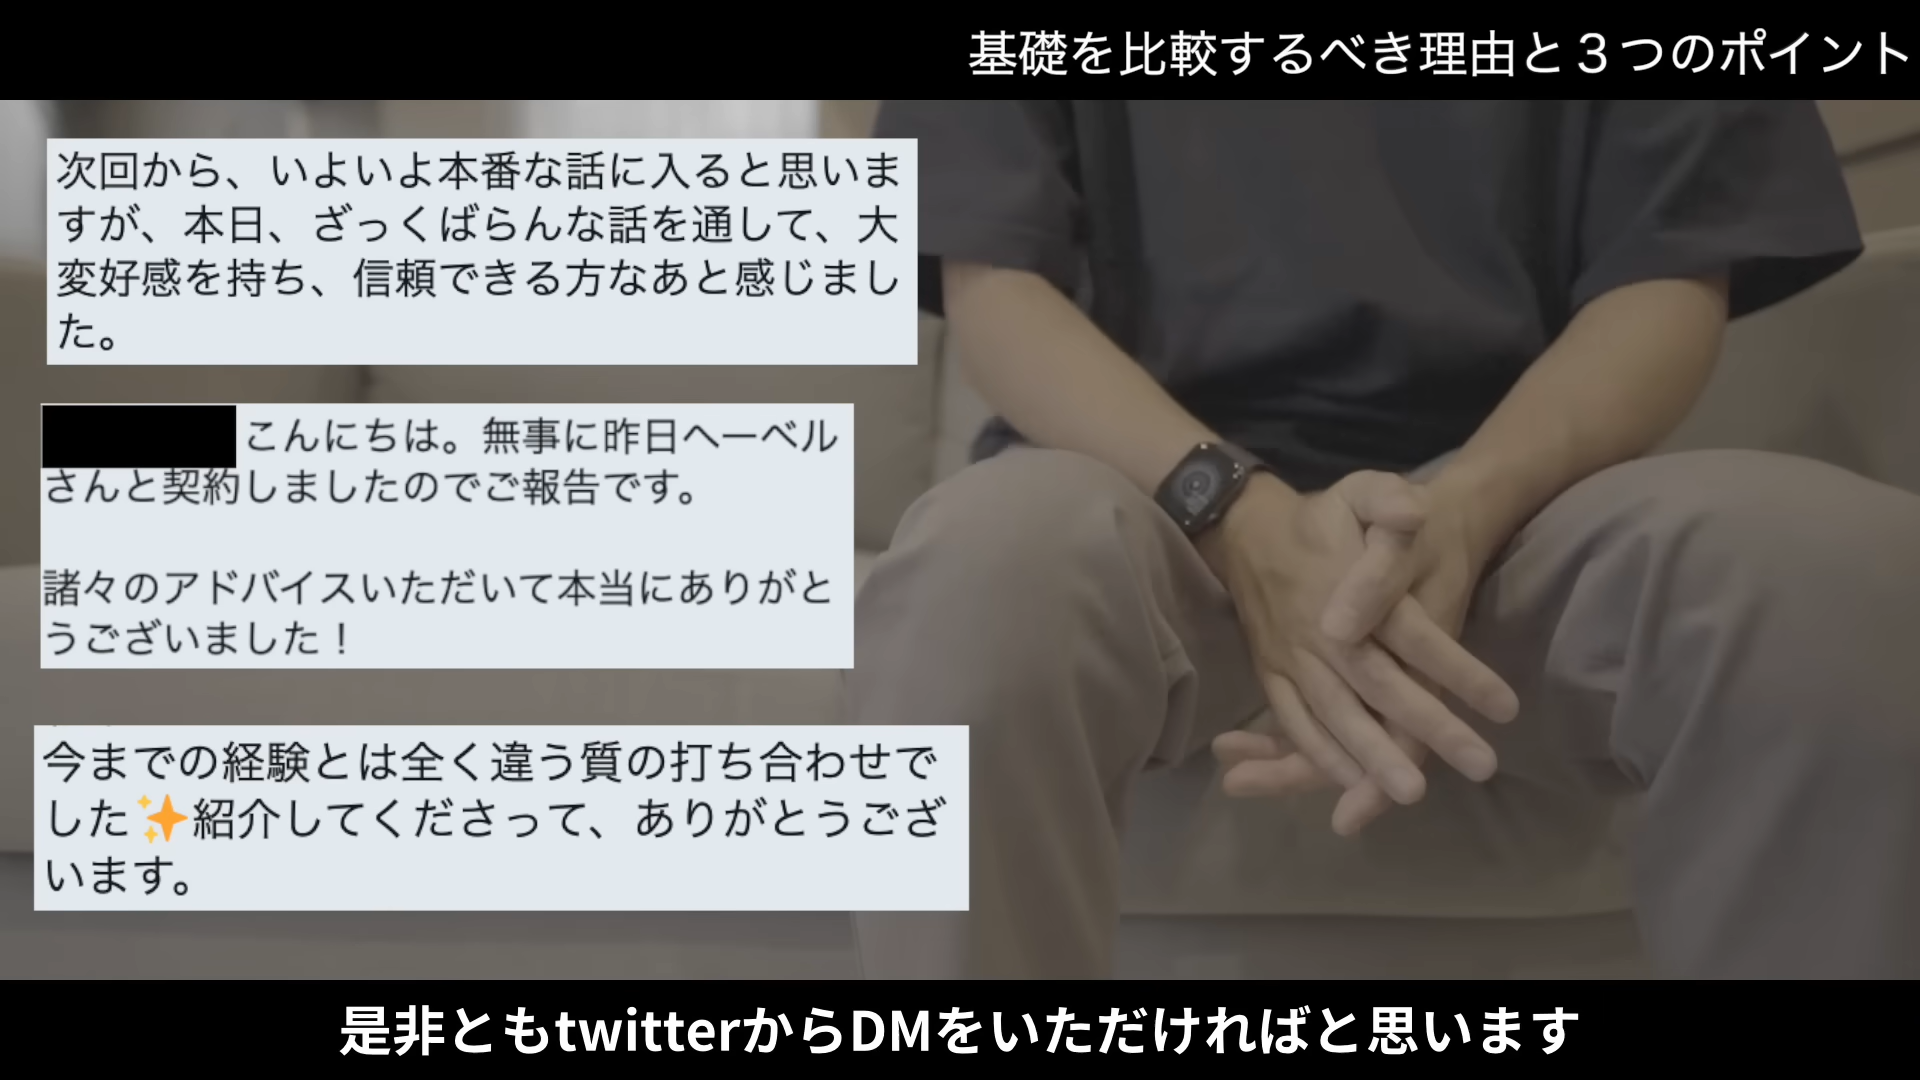 基礎を比較するべき理由と３つのポイント
次回から、いよいよ本番な話に入ると思いま
すが、本日、ざっくばらんな話を通して、大
変好感を持ち、信頼できる方なあと感じまし
た。
こんにちは。無事に昨日へーベル
さんと契約しましたのでご報告です。
諸々のアドバイスいただいて本当にありがと
うございました！
今までの経験とは全く違う質の打ち合わせで
した✨紹介してくださって、ありがとうござ
います。
是非ともtwitterからDMをいただければと思います